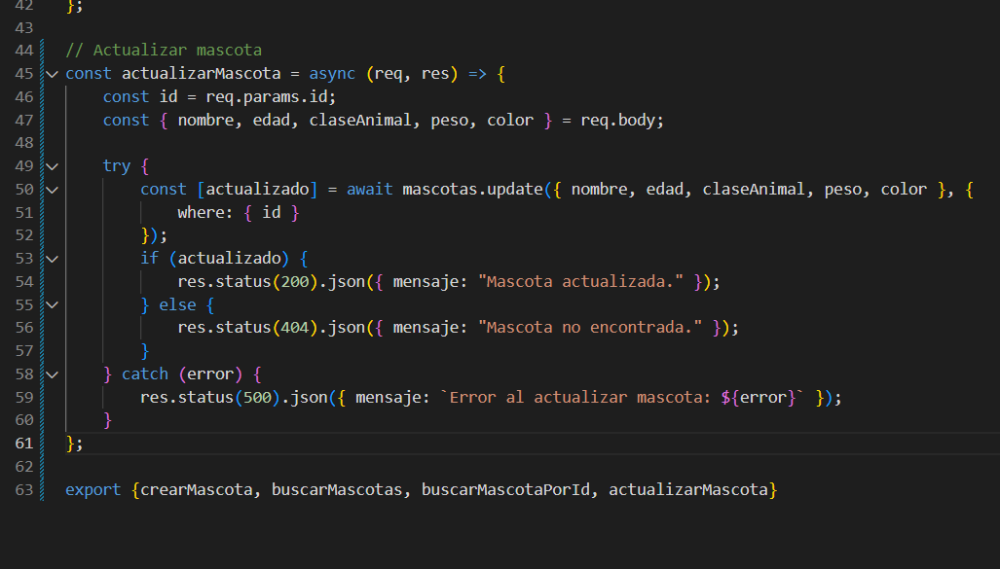 42 };
43
44 // Actualizar mascota
45 const actualizarMascota = async (req, res) => {
46     const id = req.params.id;
47     const { nombre, edad, claseAnimal, peso, color } = req.body;
48
49     try {
50         const [actualizado] = await mascotas.update({ nombre, edad, claseAnimal, peso, color }, {
51             where: { id }
52         });
53         if (actualizado) {
54             res.status(200).json({ mensaje: "Mascota actualizada." });
55         } else {
56             res.status(404).json({ mensaje: "Mascota no encontrada." });
57         }
58     } catch (error) {
59         res.status(500).json({ mensaje: `Error al actualizar mascota: ${error}` });
60     }
61 };
62
63 export {crearMascota, buscarMascotas, buscarMascotaPorId, actualizarMascota}